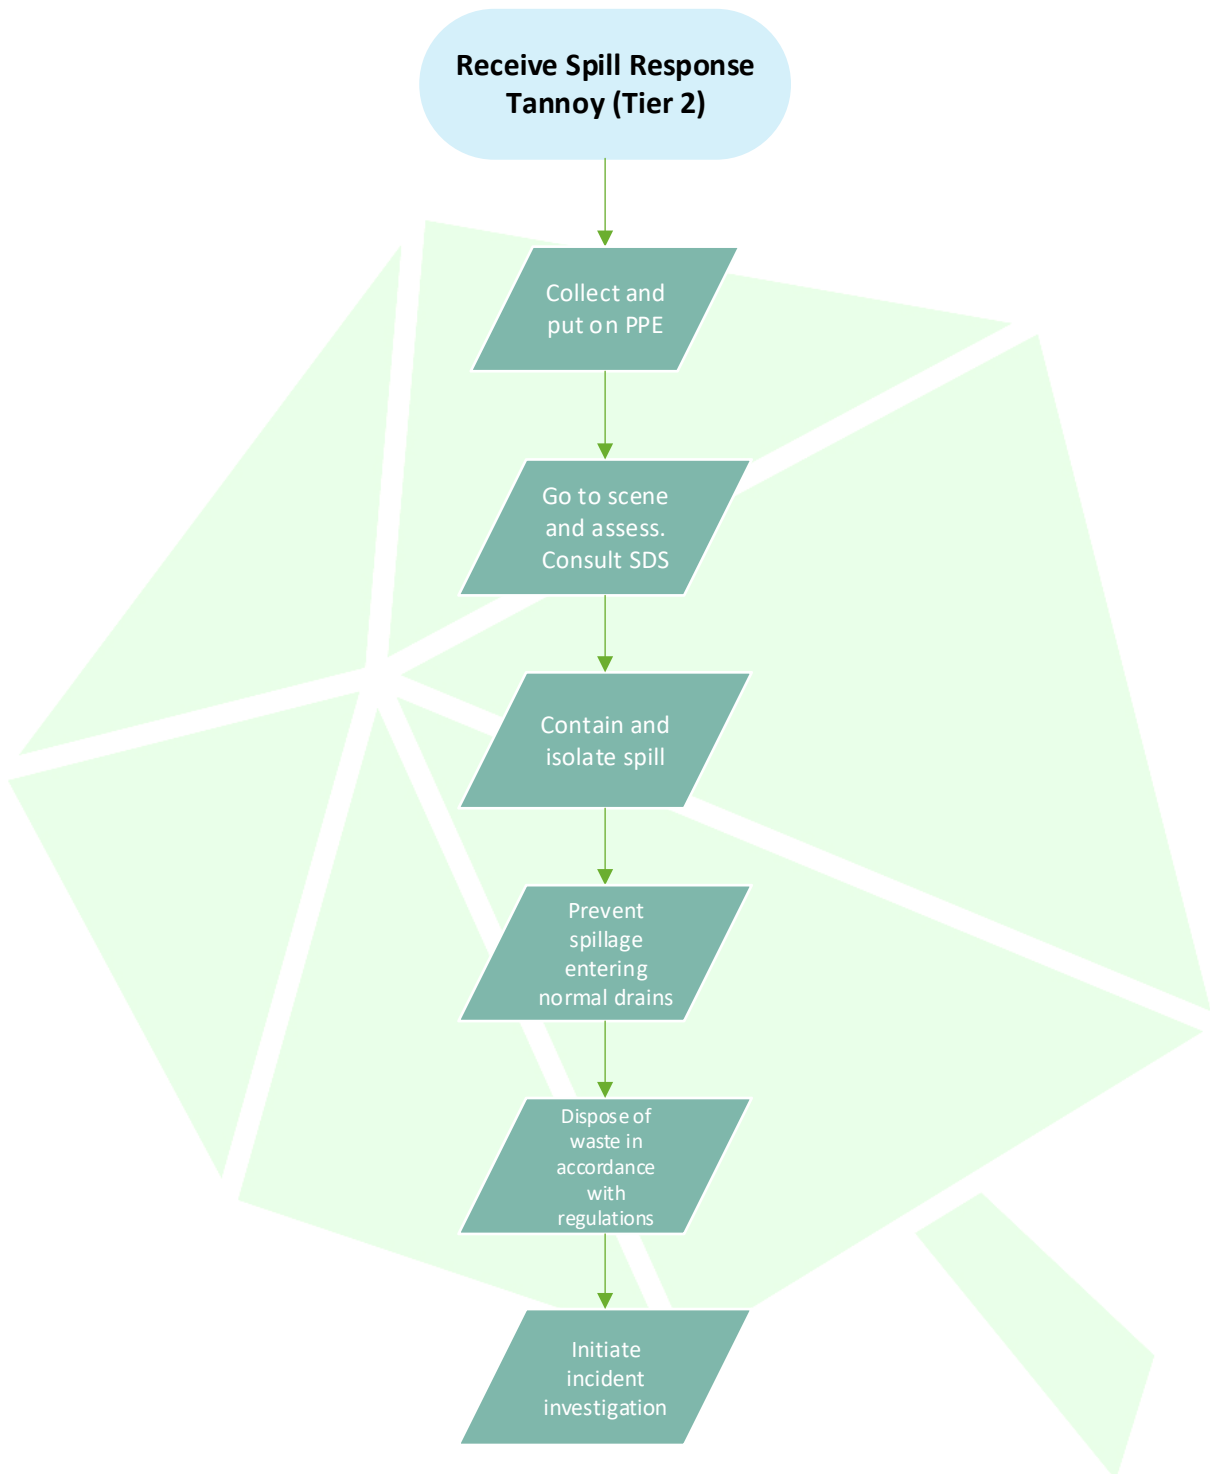 Receive Spill Response
Tannoy (Tier 2)
Collect and
put on PPE
Go to scene
and assess.
Consult SDS
Contain and
isolate spill
Prevent
spillage
entering
normal drains
Dispose of
waste in
accordance
with
regulations
Initiate
incident
investigation